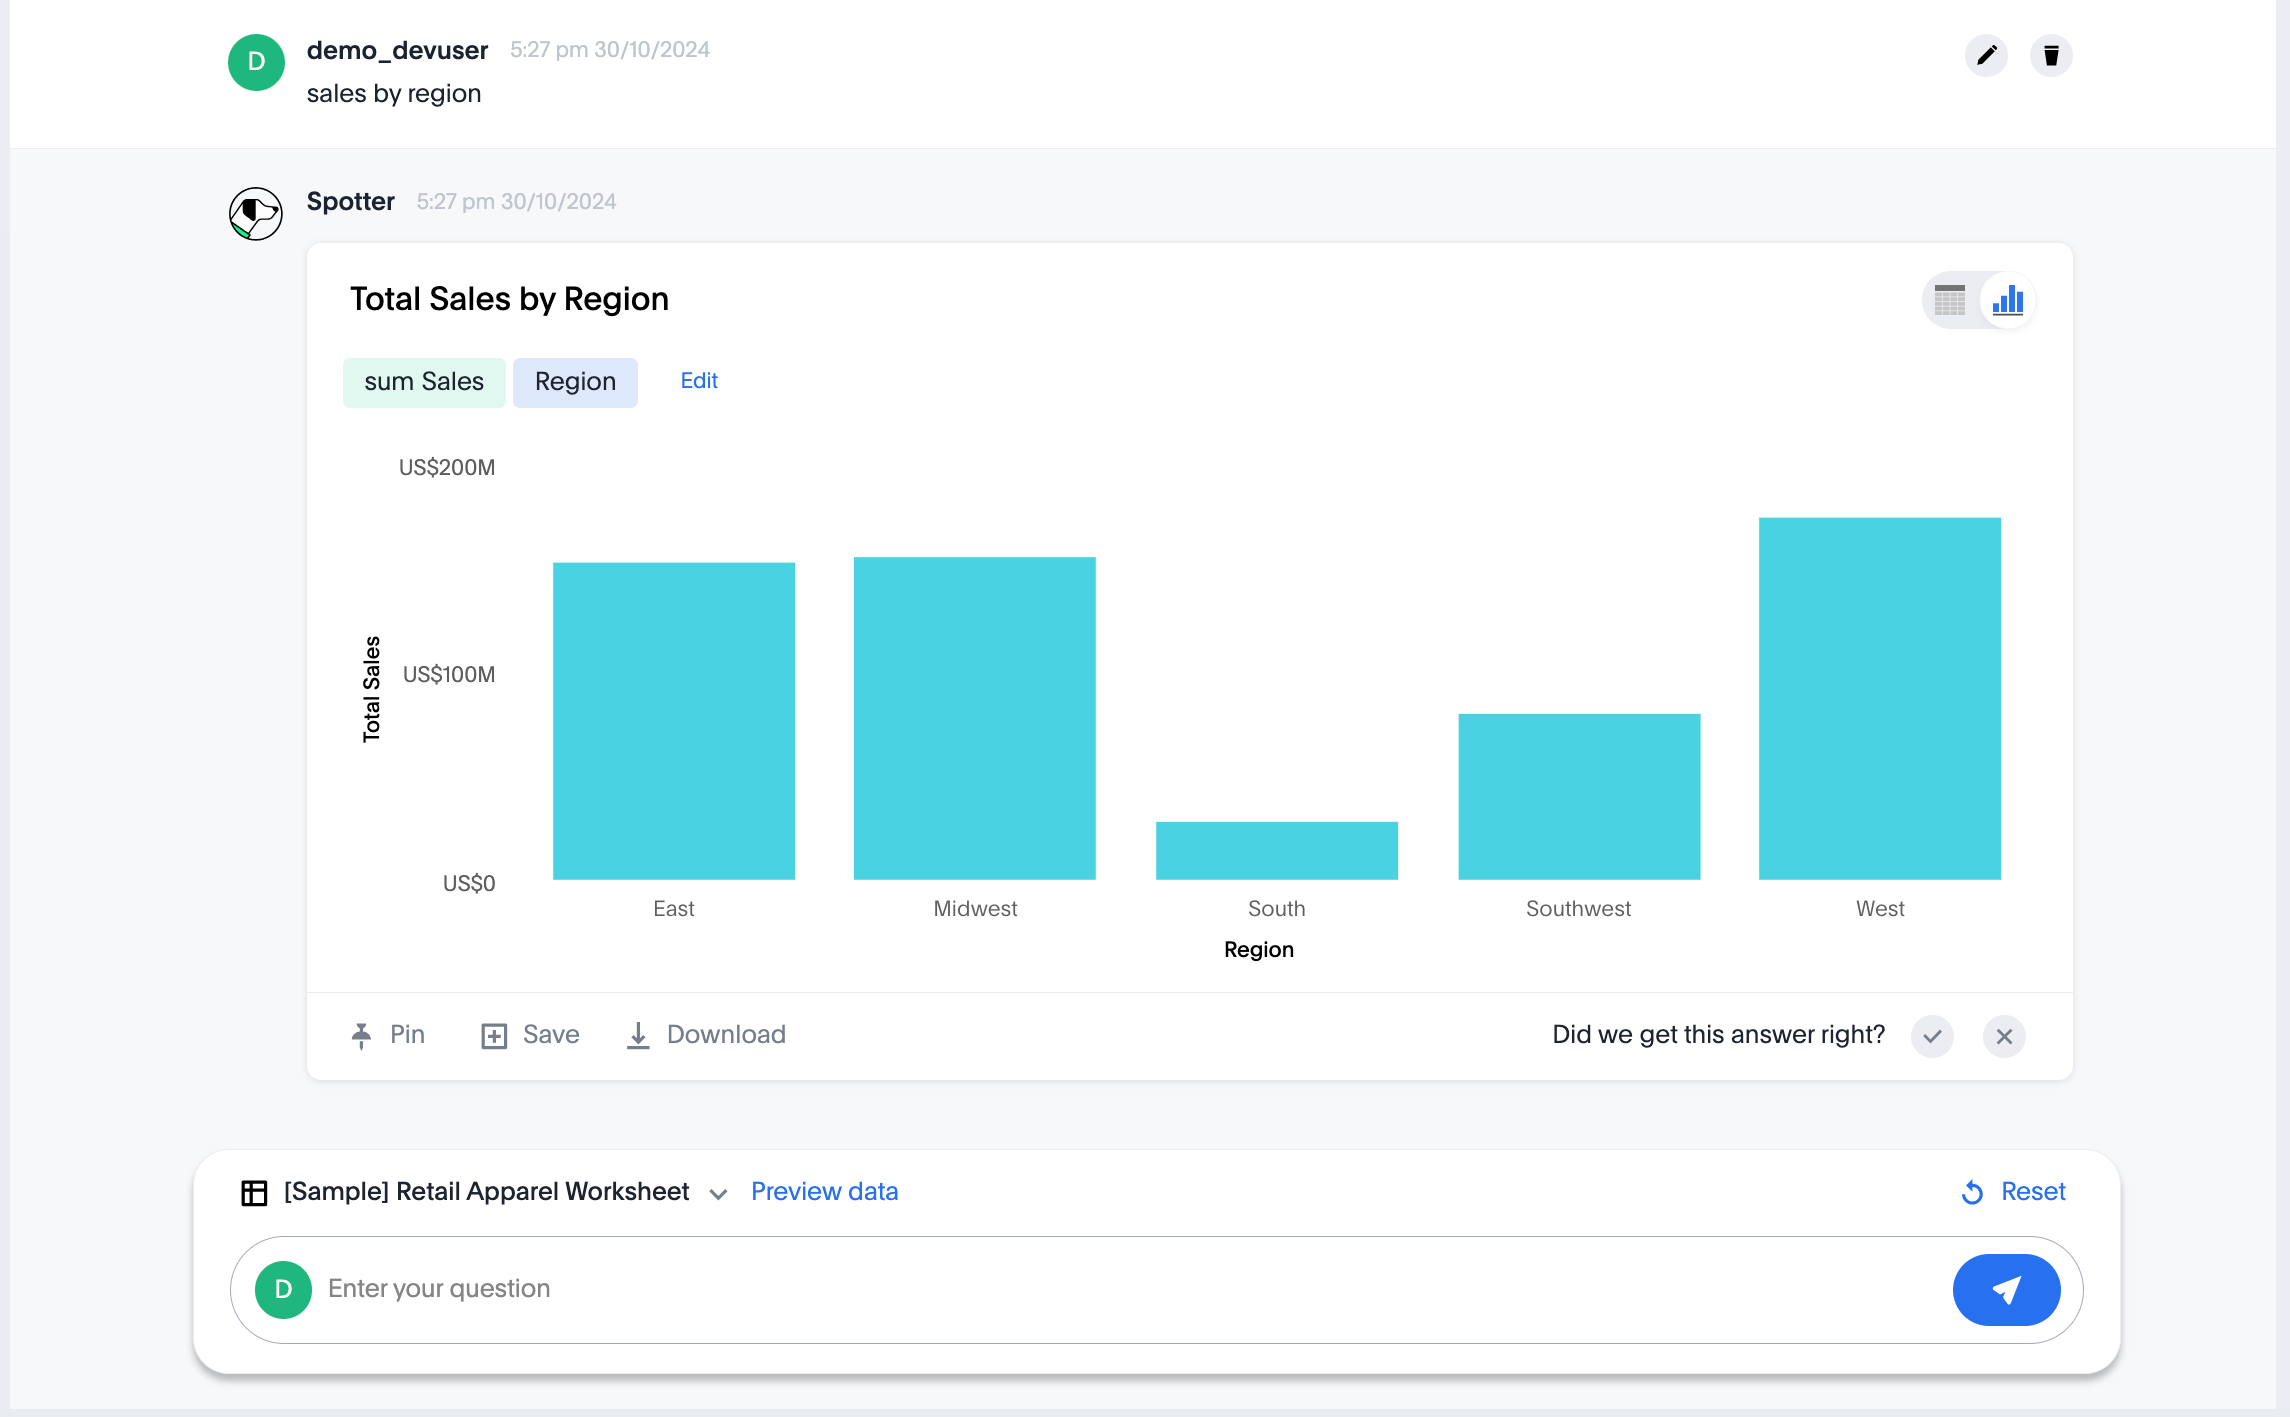 D
demo_devuser 5:27 pm 30/10/2024
sales by region
Spotter 5:27 pm 30/10/2024
Total Sales by Region
sum Sales Region Edit
US$200M
US$100M
US$0
Total Sales
East Midwest South Southwest West
Region
Pin Save Download Did we get this answer right?
[Sample] Retail Apparel Worksheet Preview data Reset
D Enter your question